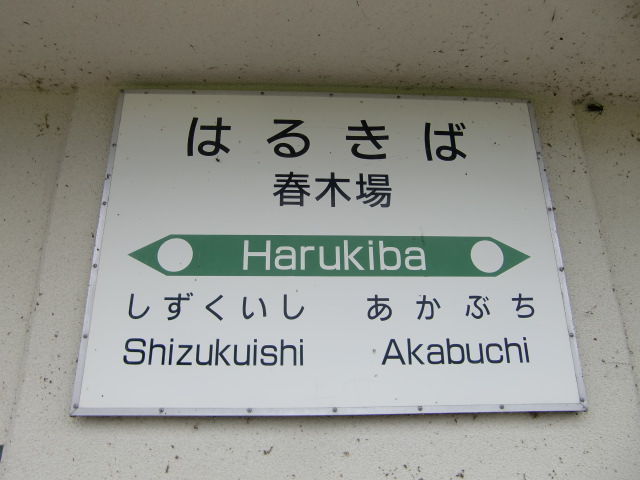 はるきば
春木場
Harukiba
しずくいし あかぶち
Shizukuishi Akabuchi